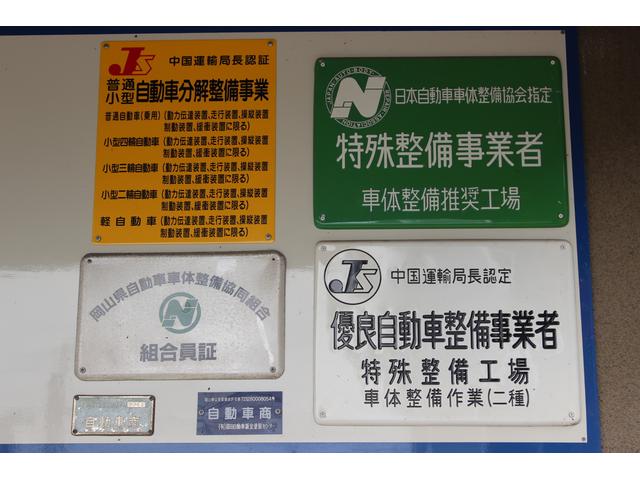 JS
中国運輸局長認証
普通
小型
自動車分解整備事業
普通自動車(乗用)(動力伝達装置、走行装置、操縦装置
制動装置、緩衝装置に限る)
小型四輪自動車(動力伝達装置、走行装置、操縦装置
制動装置、緩衝装置に限る)
小型三輪自動車(動力伝達装置、走行装置、操縦装置
制動装置、緩衝装置に限る)
小型二輪自動車(動力伝達装置、走行装置、操縦装置
制動装置、緩衝装置に限る)
軽自動車(動力伝達装置、走行装置、操縦装置
制動装置、緩衝装置に限る)
JAPAN AUTO-BODY REPAIR ASSOCIATION
N
日本自動車車体整備協会指定
特殊整備事業者
車体整備推奨工場
岡山県自動車車体整備協同組合
N
組合員証
JS
中国運輸局長認定
優良自動車整備事業者
特殊整備工場
車体整備作業(二種)
自動車商
自動車商